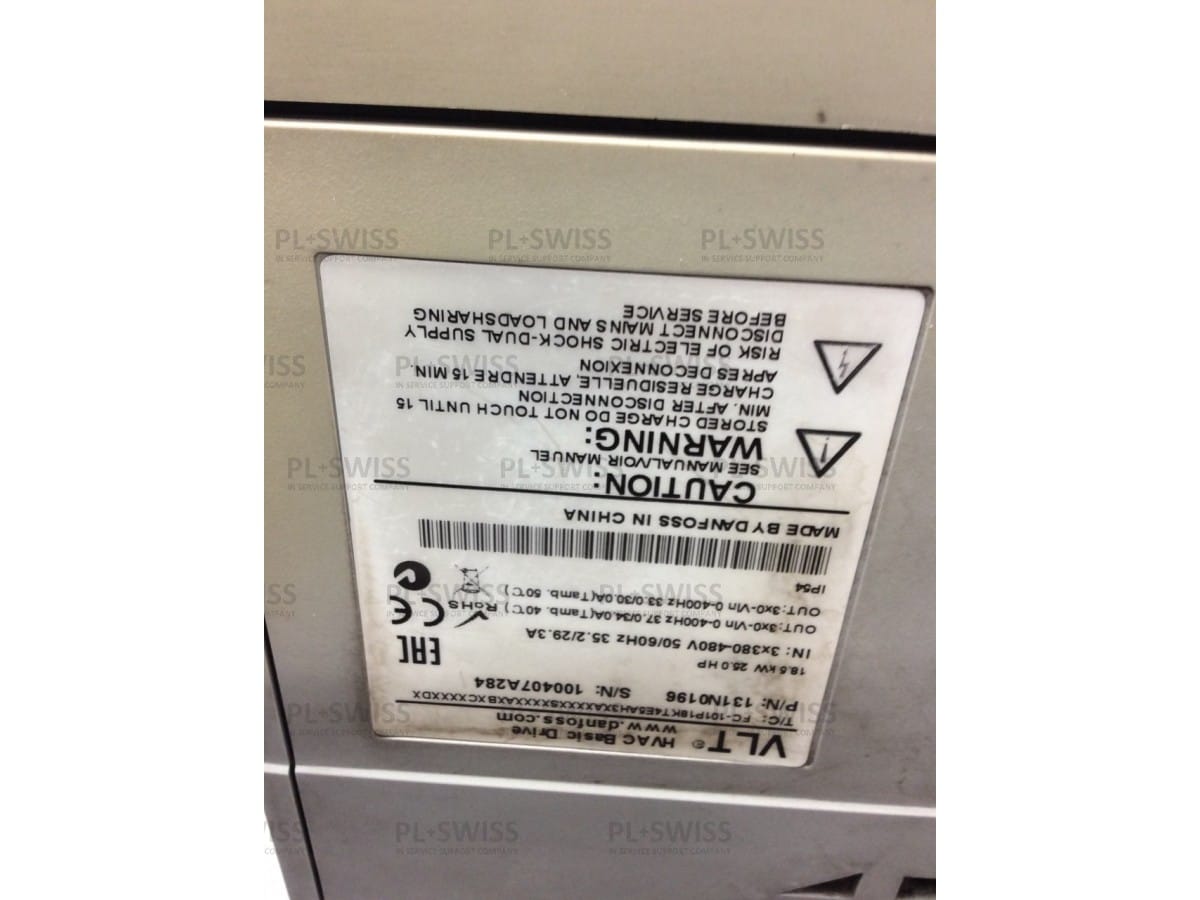 VLT® HVAC Basic Drive
www.danfoss.com
T/C: FC-101P18KT4E5AH3XAXXXXSXXXXAXBXCXXXXDX
P/N: 131N0196 S/N: 100407A284
18.5 kW 25.0 HP
IN: 3x380-480V 50/60Hz 35.2/29.3A
OUT: 3x0-Vin 0-400Hz 37.0/34.0A(Tamb. 40℃)
OUT: 3x0-Vin 0-400Hz 33.0/30.0A(Tamb. 50℃)
IP54
EAC
CE
RoHS
MADE BY DANFOSS IN CHINA
CAUTION:
SEE MANUAL/VOIR MANUEL
WARNING:
STORED CHARGE DO NOT TOUCH UNTIL 15
MIN. AFTER DISCONNECTION
CHARGE RESIDUELLE, ATTENDRE 15 MIN.
APRES DECONNEXION
RISK OF ELECTRIC SHOCK-DUAL SUPPLY
DISCONNECT MAINS AND LOADSHARING
BEFORE SERVICE
PL+SWISS
IN SERVICE SUPPORT COMPANY